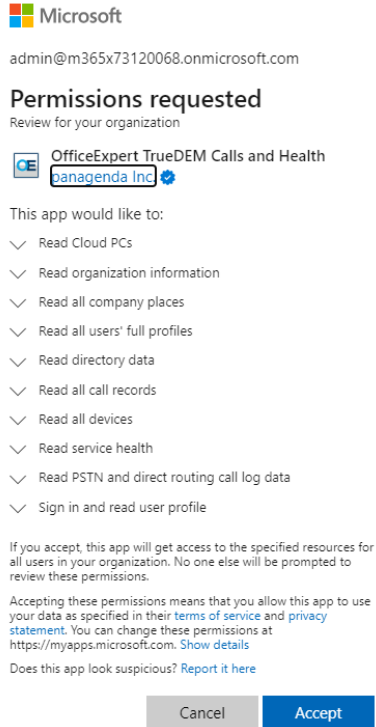 Microsoft
admin@m365x73120068.onmicrosoft.com
Permissions requested
Review for your organization
OE
OfficeExpert TrueDEM Calls and Health
panagenda Inc.
This app would like to:
Read Cloud PCs
Read organization information
Read all company places
Read all users' full profiles
Read directory data
Read all call records
Read all devices
Read service health
Read PSTN and direct routing call log data
Sign in and read user profile
If you accept, this app will get access to the specified resources for
all users in your organization. No one else will be prompted to
review these permissions.
Accepting these permissions means that you allow this app to use
your data as specified in their terms of service and privacy
statement. You can change these permissions at
https://myapps.microsoft.com. Show details
Does this app look suspicious? Report it here
Cancel
Accept